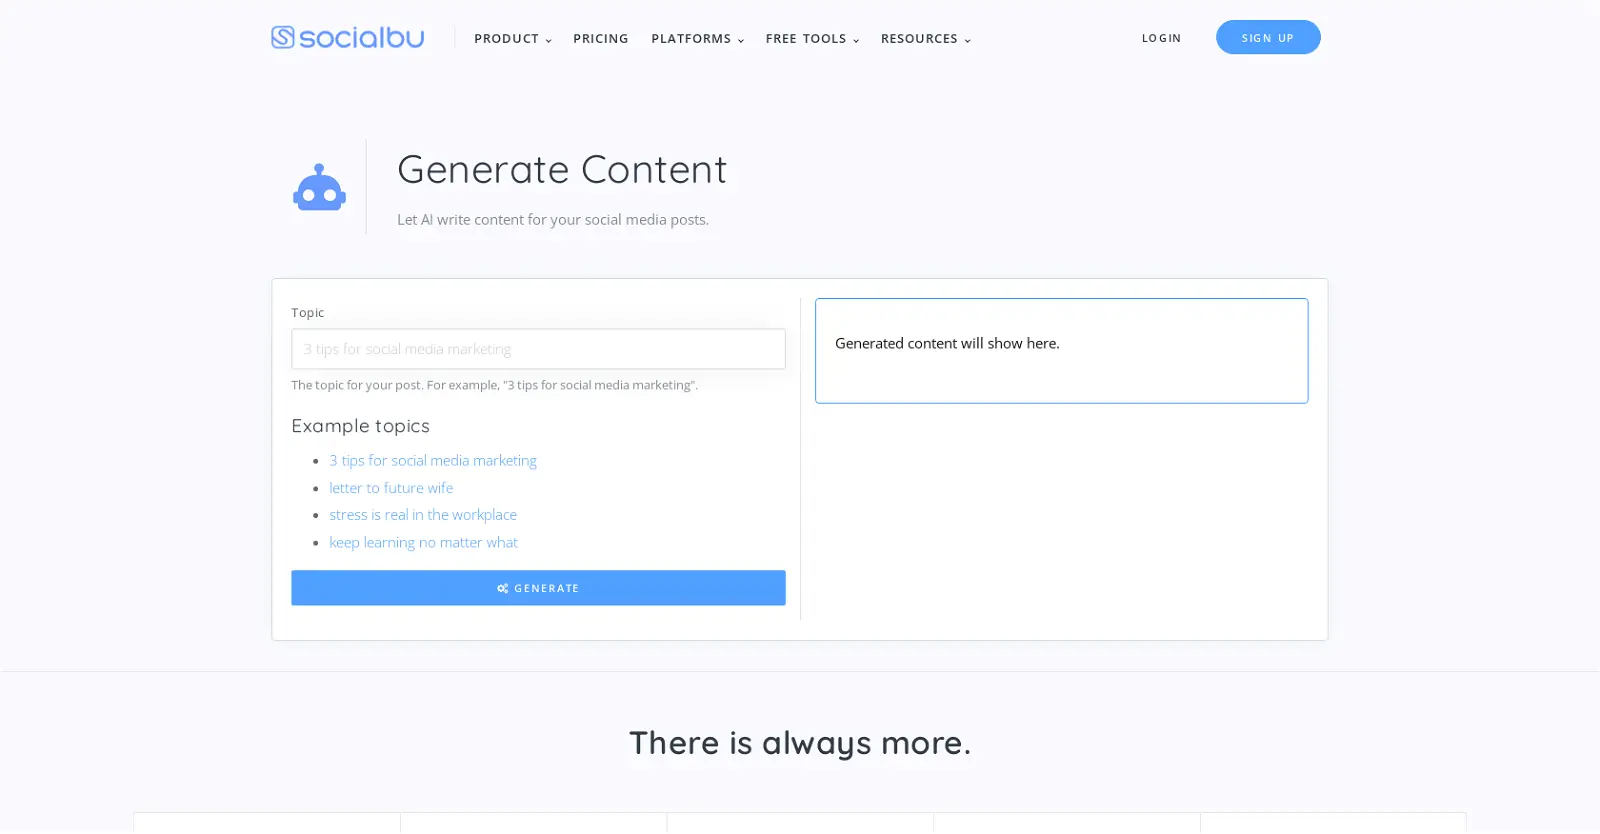 socialbu
PRODUCT PRICING PLATFORMS FREE TOOLS RESOURCES LOGIN SIGN UP
Generate Content
Let AI write content for your social media posts.
Topic
3 tips for social media marketing
The topic for your post. For example, "3 tips for social media marketing".
Example topics
3 tips for social media marketing
letter to future wife
stress is real in the workplace
keep learning no matter what
GENERATE
Generated content will show here.
There is always more.